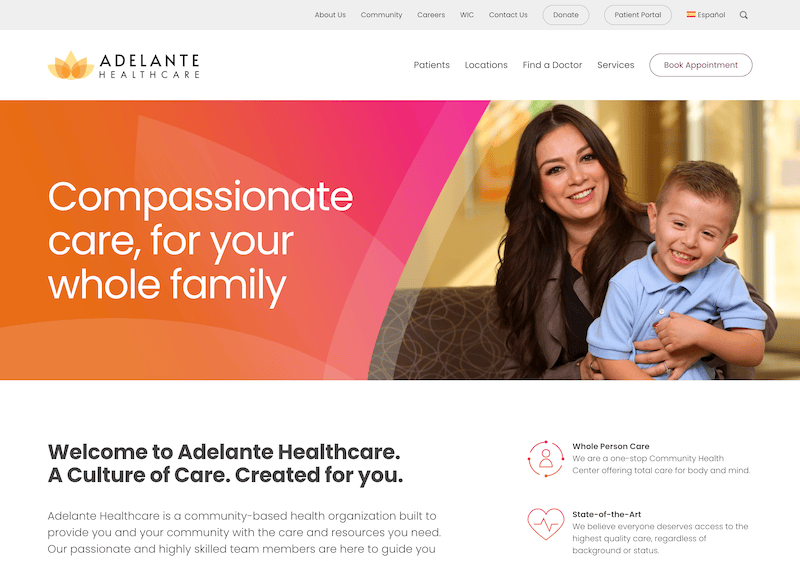 About Us Community Careers WIC Contact Us Donate Patient Portal Español
ADELANTE
HEALTHCARE
Patients Locations Find a Doctor Services Book Appointment
Compassionate
care, for your
whole family
Welcome to Adelante Healthcare.
A Culture of Care. Created for you.
Adelante Healthcare is a community-based health organization built to
provide you and your community with the care and resources you need.
Our passionate and highly skilled team members are here to guide you
Whole Person Care
We are a one-stop Community Health
Center offering total care for body and mind.
State-of-the-Art
We believe everyone deserves access to the
highest quality care, regardless of
background or status.